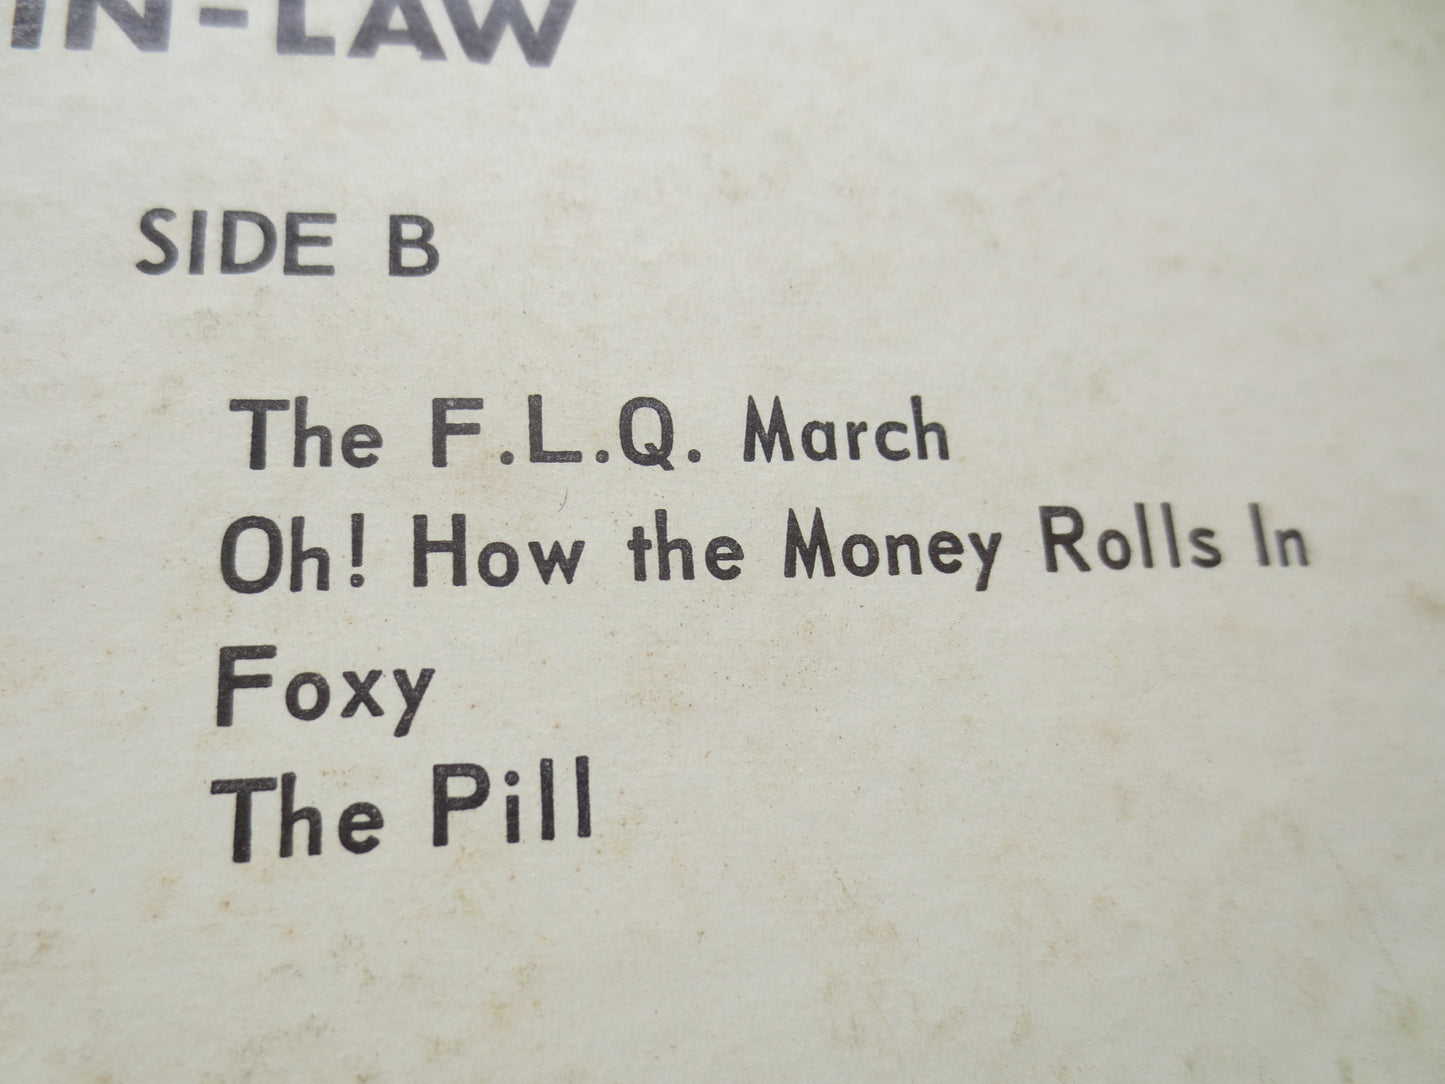 IN-LAW
SIDE B
The F.L.Q. March
Oh! How the Money Rolls In
Foxy
The Pill